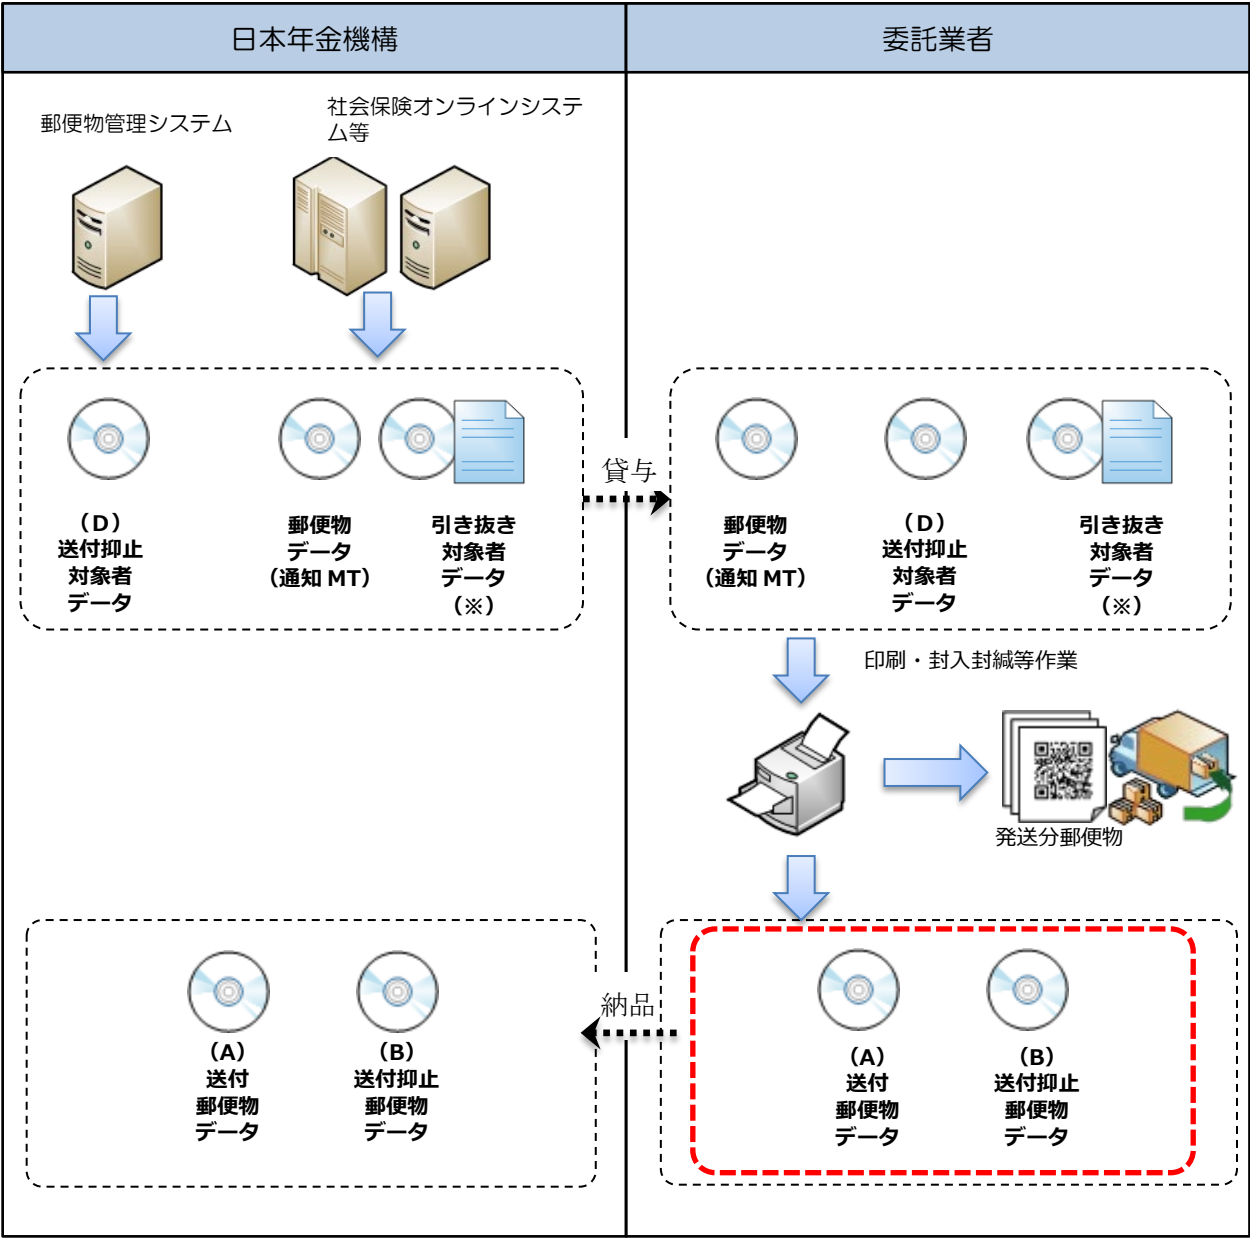 日本年金機構
委託業者
郵便物管理システム
社会保険オンラインシステ
ム等
（D）
送付抑止
対象者
データ
郵便物
データ
（通知 MT）
引き抜き
対象者
データ
（※）
貸与
郵便物
データ
（通知 MT）
（D）
送付抑止
対象者
データ
引き抜き
対象者
データ
（※）
印刷・封入封緘等作業
発送分郵便物
（A）
送付
郵便物
データ
（B）
送付抑止
郵便物
データ
納品
（A）
送付
郵便物
データ
（B）
送付抑止
郵便物
データ